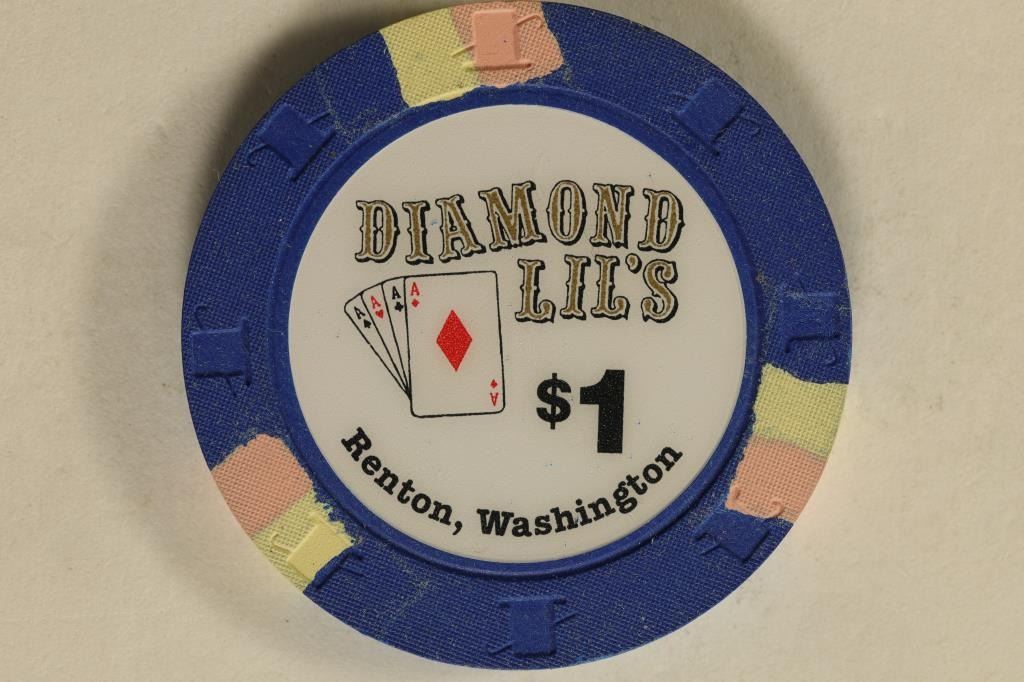 DIAMOND
LIL'S
A A A A
A
$1
Renton, Washington